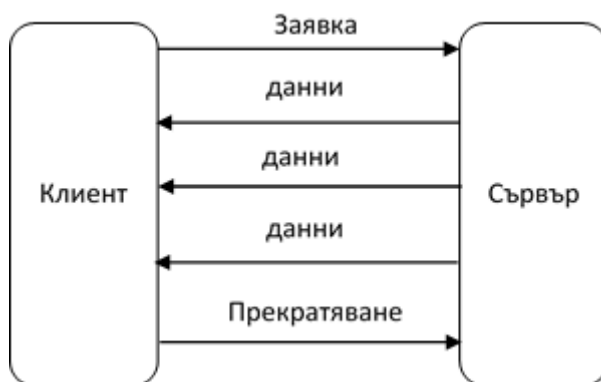 Заявка
данни
данни
Клиент
Сървър
данни
Прекратяване